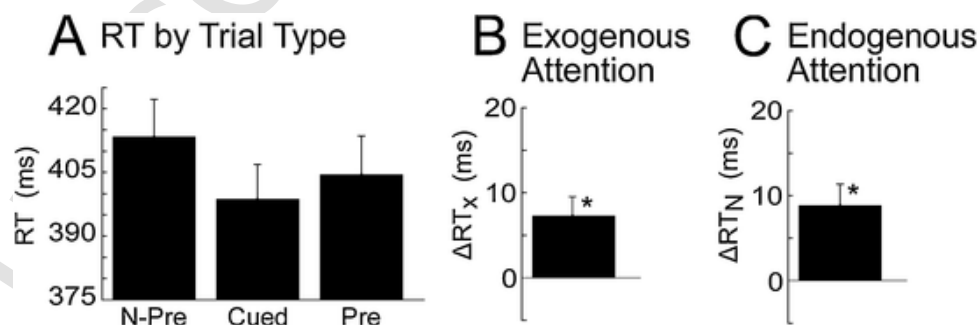 A RT by Trial Type
RT (ms)
420
405
390
375
N-Pre Cued Pre
B Exogenous
Attention
ΔRTX (ms)
20
10
0
*
C Endogenous
Attention
ΔRTN (ms)
20
10
0
*